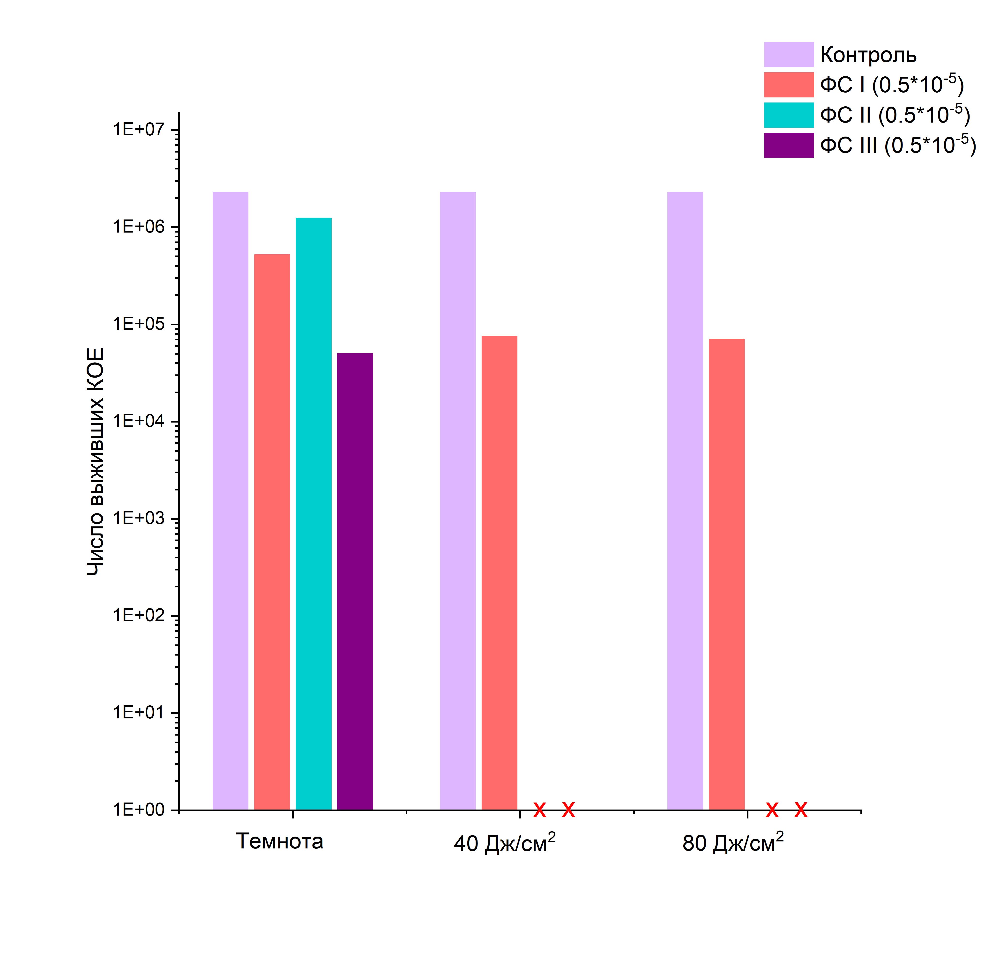 Контроль
ФС I (0.5*10⁻⁵)
ФС II (0.5*10⁻⁵)
ФС III (0.5*10⁻⁵)
1E+07
1E+06
1E+05
1E+04
1E+03
1E+02
1E+01
1E+00
Число выживших КОЕ
x x x x
Темнота 40 Дж/см² 80 Дж/см²